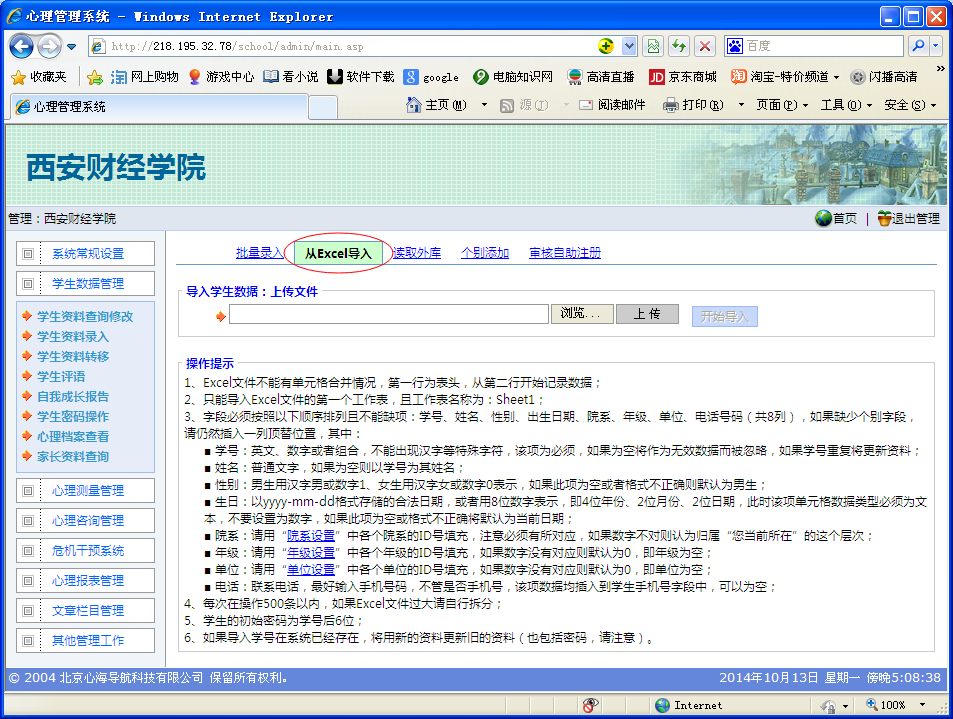 心理管理系统 - Windows Internet Explorer
http://218.195.32.78/school/admin/main.asp
百度
收藏夹 网上购物 游戏中心 看小说 软件下载 google 电脑知识网 高清直播 京东商城 淘宝-特价频道 闪播高清
心理管理系统
主页(M) 源(J) 阅读邮件 打印(R) 页面(P) 工具(O) 安全(S)
西安财经学院
管理：西安财经学院
首页 | 退出管理
系统常规设置
学生数据管理
学生资料查询修改
学生资料录入
学生资料转移
学生评语
自我成长报告
学生密码操作
心理档案查看
家长资料查询
心理测量管理
心理咨询管理
危机干预系统
心理报表管理
文章栏目管理
其他管理工作
批量录入 从Excel导入 读取外库 个别添加 审核自助注册
导入学生数据：上传文件
浏览... 上 传 开始导入
操作提示
1、Excel文件不能有单元格合并情况，第一行为表头，从第二行开始记录数据；
2、只能导入Excel文件的第一个工作表，且工作表名称为：Sheet1；
3、字段必须按照以下顺序排列且不能缺项：学号、姓名、性别、出生日期、院系、年级、单位、电话号码（共8列），如果缺少个别字段，
请仍然插入一列顶替位置，其中：
■ 学号：英文、数字或者组合，不能出现汉字等特殊字符，该项为必须，如果为空将作为无效数据而被忽略，如果学号重复将更新资料；
■ 姓名：普通文字，如果为空则以学号为其姓名；
■ 性别：男生用汉字男或数字1、女生用汉字女或数字0表示，如果此项为空或者格式不正确则默认为男生；
■ 生日：以yyyy-mm-dd格式存储的合法日期，或者用8位数字表示，即4位年份、2位月份、2位日期，此时该项单元格数据类型必须为文
本，不要设置为数字，如果此项为空或格式不正确将默认为当前日期；
■ 院系：请用“院系设置”中各个院系的ID号填充，注意必须有所对应，如果数字不对则认为归属“您当前所在”的这个层次；
■ 年级：请用“年级设置”中各个年级的ID号填充，如果数字没有对应则默认为0，即年级为空；
■ 单位：请用“单位设置”中各个单位的ID号填充，如果数字没有对应则默认为0，即单位为空；
■ 电话：联系电话，最好输入手机号码，不管是否手机号，该项数据均插入到学生手机号字段中，可以为空；
4、每次在操作500条以内，如果Excel文件过大请自行拆分；
5、学生的初始密码为学号后6位；
6、如果导入学号在系统已经存在，将用新的资料更新旧的资料（也包括密码，请注意）。
© 2004 北京心海导航科技有限公司 保留所有权利。
2014年10月13日 星期一 傍晚5:08:38
Internet
100%